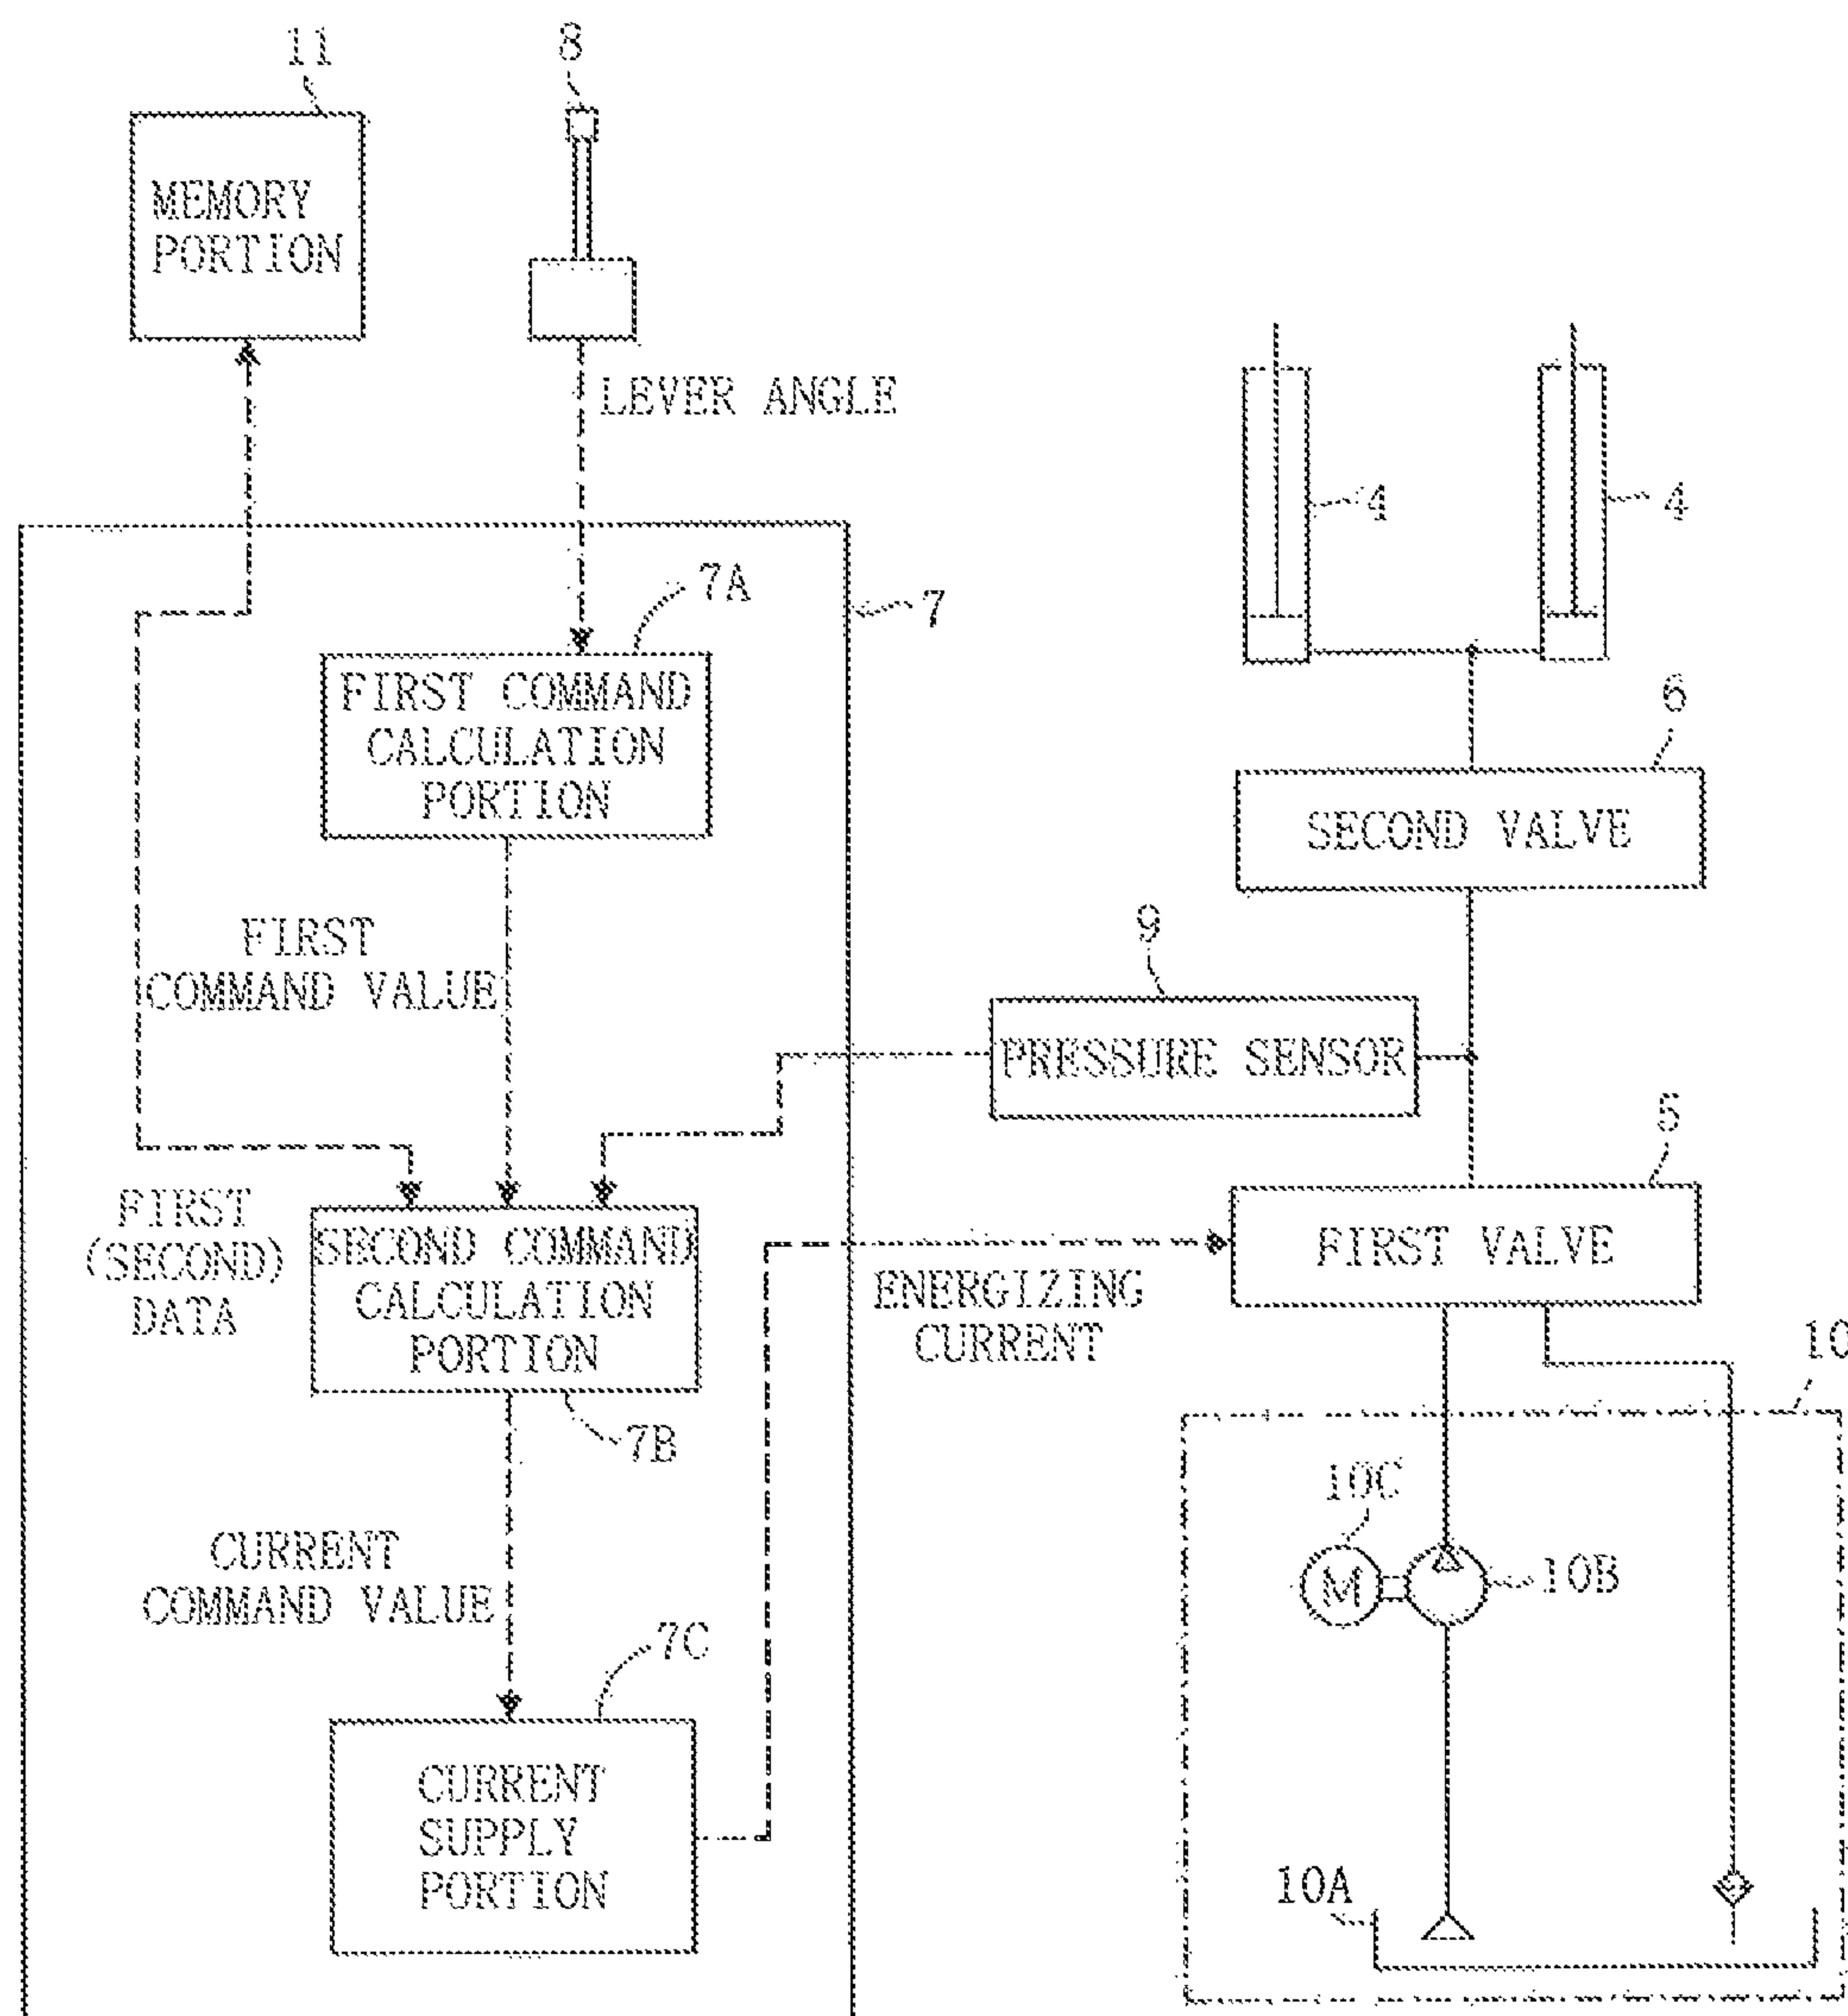 11
8
MEMORY
PORTION
LEVER ANGLE
4
4
7A
7
FIRST COMMAND
CALCULATION
PORTION
6
SECOND VALVE
FIRST
COMMAND VALUE
9
PRESSURE SENSOR
5
FIRST VALVE
FIRST
(SECOND)
DATA
SECOND COMMAND
CALCULATION
PORTION
ENERGIZING
CURRENT
10
7B
10C
M
10B
CURRENT
COMMAND VALUE
7C
CURRENT
SUPPLY
PORTION
10A